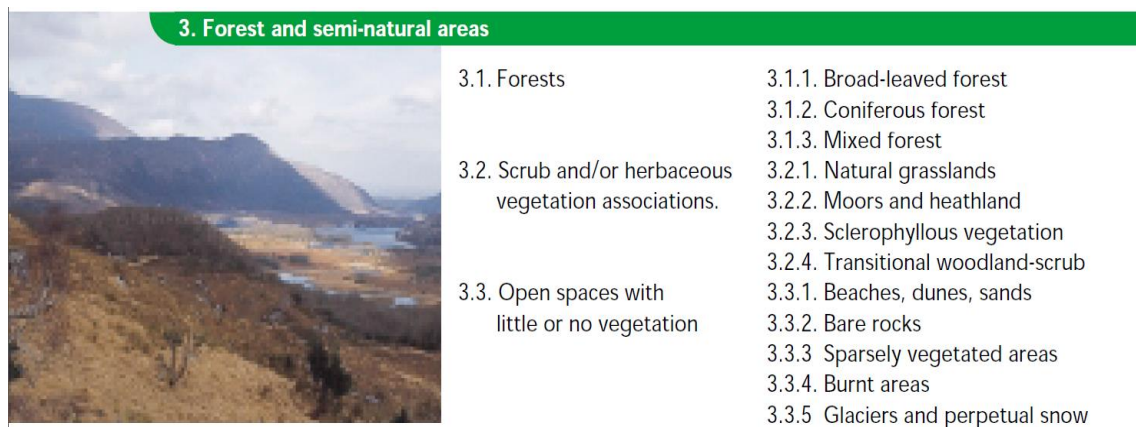 3. Forest and semi-natural areas
3.1. Forests
3.1.1. Broad-leaved forest
3.1.2. Coniferous forest
3.1.3. Mixed forest
3.2. Scrub and/or herbaceous
vegetation associations.
3.2.1. Natural grasslands
3.2.2. Moors and heathland
3.2.3. Sclerophyllous vegetation
3.2.4. Transitional woodland-scrub
3.3. Open spaces with
little or no vegetation
3.3.1. Beaches, dunes, sands
3.3.2. Bare rocks
3.3.3 Sparsely vegetated areas
3.3.4. Burnt areas
3.3.5 Glaciers and perpetual snow